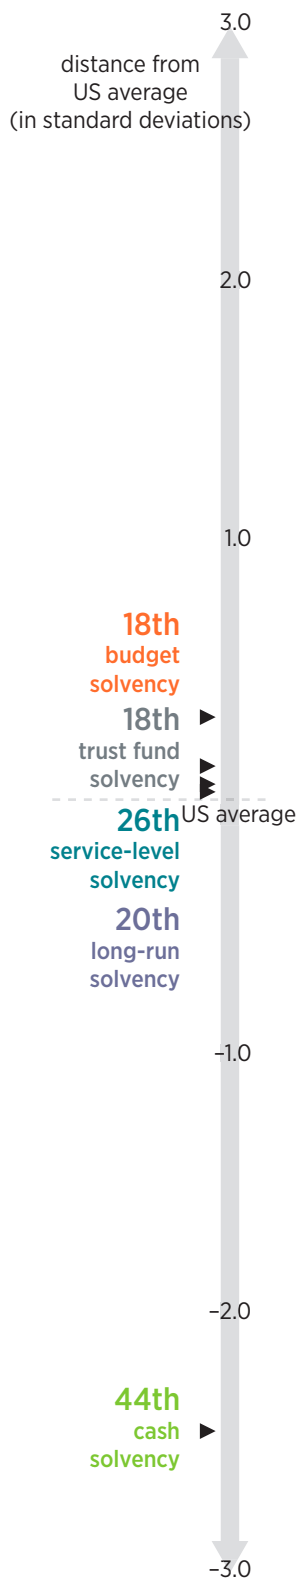 3.0
distance from
US average
(in standard deviations)
2.0
1.0
18th
budget
solvency
18th
trust fund
solvency
US average
26th
service-level
solvency
20th
long-run
solvency
–1.0
–2.0
44th
cash
solvency
–3.0